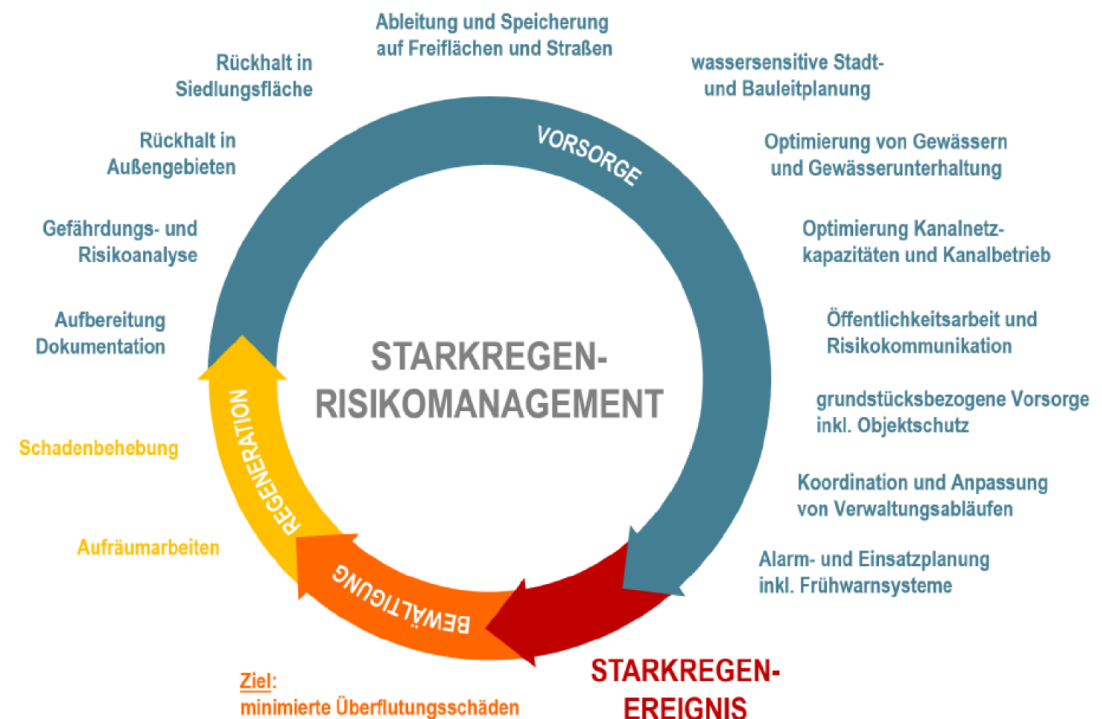 Ableitung und Speicherung
auf Freiflächen und Straßen
Rückhalt in
Siedlungsfläche
wassersensitive Stadt-
und Bauleitplanung
VORSORGE
Rückhalt in
Außengebieten
Optimierung von Gewässern
und Gewässerunterhaltung
Gefährdungs- und
Risikoanalyse
Optimierung Kanalnetz-
kapazitäten und Kanalbetrieb
Aufbereitung
Dokumentation
Öffentlichkeitsarbeit und
Risikokommunikation
STARKREGEN-
RISIKOMANAGEMENT
grundstücksbezogene Vorsorge
inkl. Objektschutz
REGENERATION
Schadenbehebung
Koordination und Anpassung
von Verwaltungsabläufen
Aufräumarbeiten
Alarm- und Einsatzplanung
inkl. Frühwarnsysteme
BEWÄLTIGUNG
Ziel:
minimierte Überflutungsschäden
STARKREGEN-
EREIGNIS